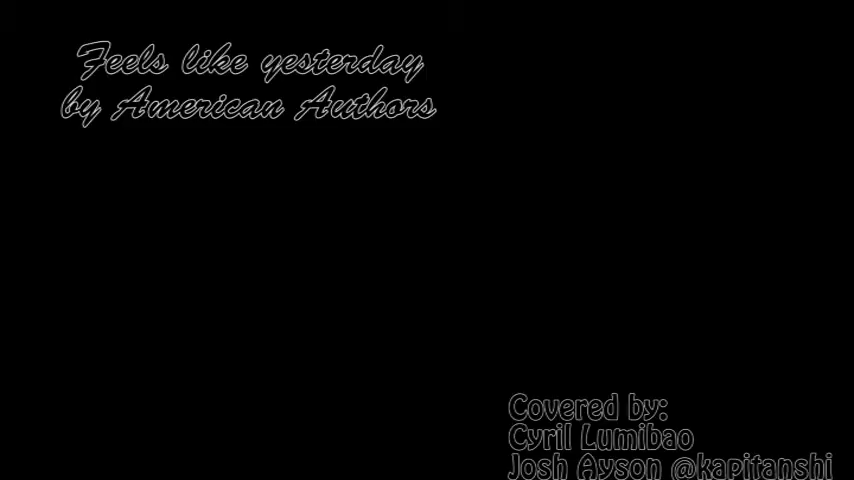 Feels like yesterday
by American Authors
Covered by:
Cyril Lumibao
Josh Ayson @kapitanshi